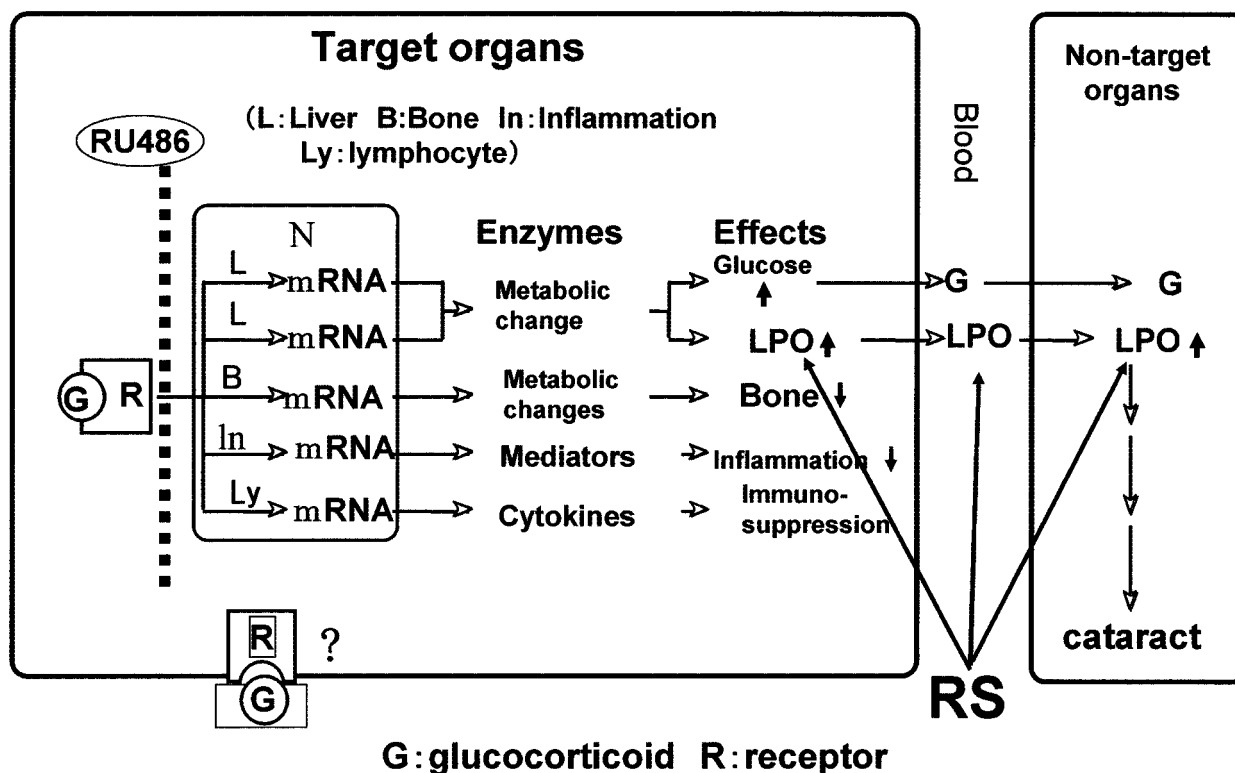 Target organs
(L:Liver B:Bone In:Inflammation
Ly:lymphocyte)
RU486
N
Enzymes
Effects
L
mRNA
L
mRNA
B
mRNA
In
mRNA
Ly
mRNA
Metabolic
change
Metabolic
changes
Mediators
Cytokines
Glucose
LPO
Bone
Inflammation
Immuno-
suppression
G R
R
G
?
Blood
G
LPO
Non-target
organs
G
LPO
cataract
RS
G:glucocorticoid R:receptor